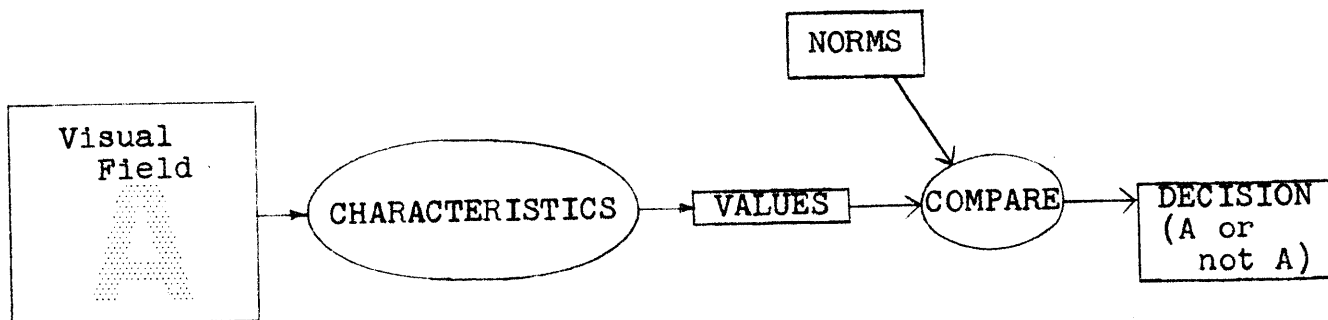 NORMS
Visual
Field
A
CHARACTERISTICS
VALUES
COMPARE
DECISION
(A or
not A)